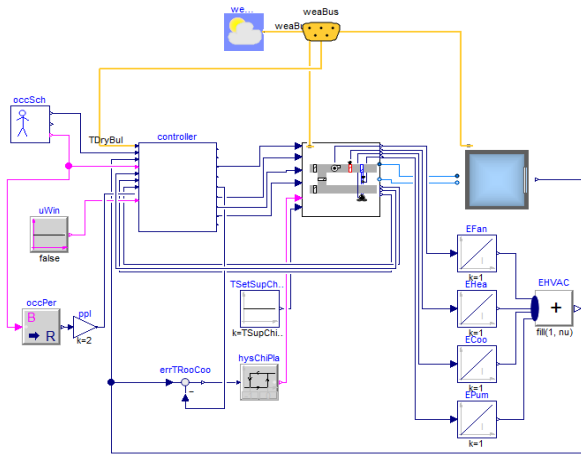 we...
weaBus
weaBu
occSch
TDryBul
controller
uWin
false
EFan
k=1
TSetSupCh..
k=TSupChi..
EHea
k=1
EHVAC
+
fill(1, nu)
occPer
B
R
ppl
k=2
errTRooCoo
-
hysChiPla
ECoo
k=1
EPum
k=1